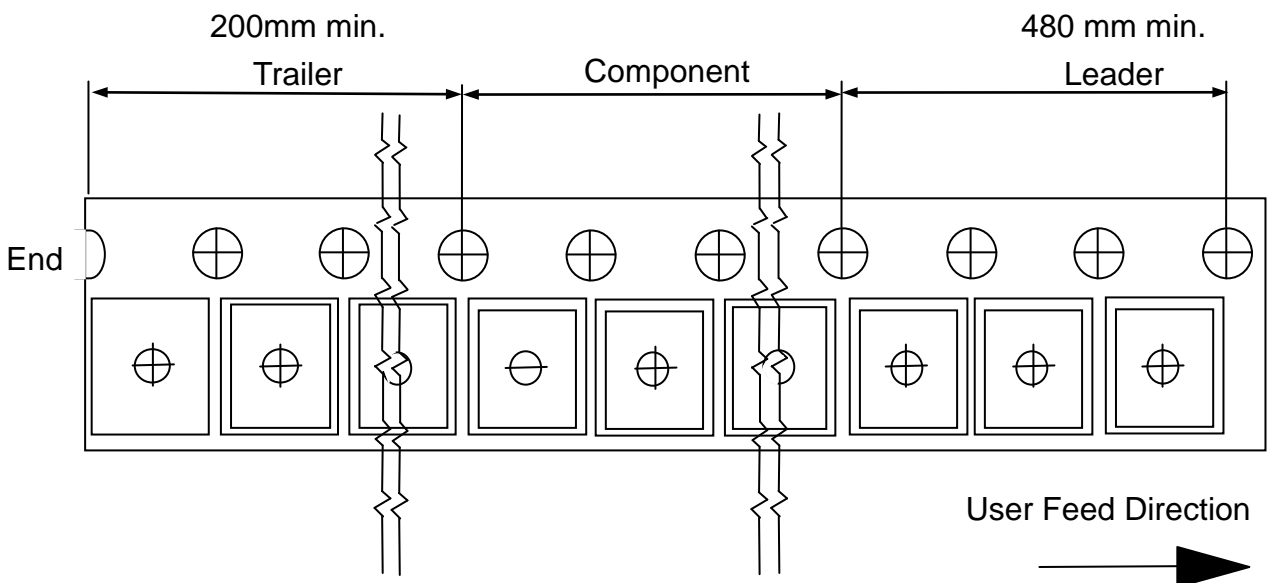 200mm min.
480 mm min.
Trailer
Component
Leader
End
User Feed Direction